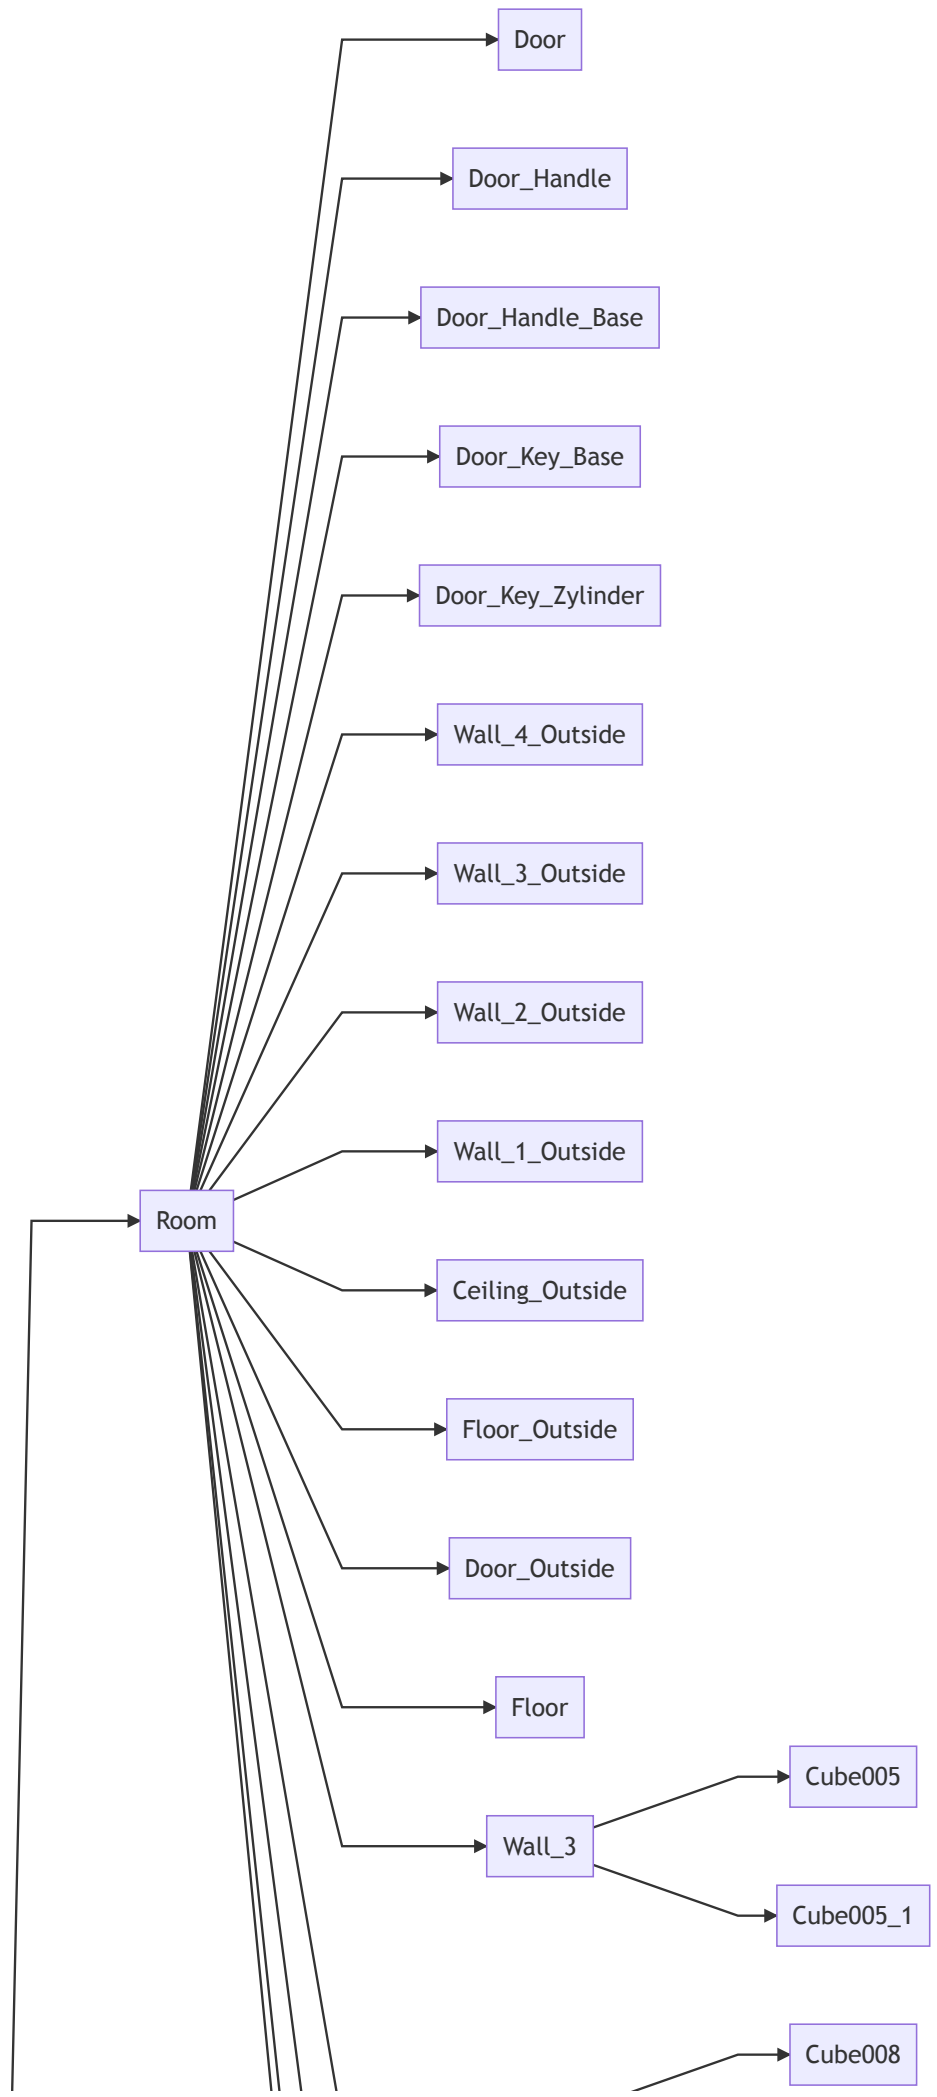 Door
Door_Handle
Door_Handle_Base
Door_Key_Base
Door_Key_Zylinder
Wall_4_Outside
Wall_3_Outside
Wall_2_Outside
Wall_1_Outside
Room
Ceiling_Outside
Floor_Outside
Door_Outside
Floor
Cube005
Wall_3
Cube005_1
Cube008